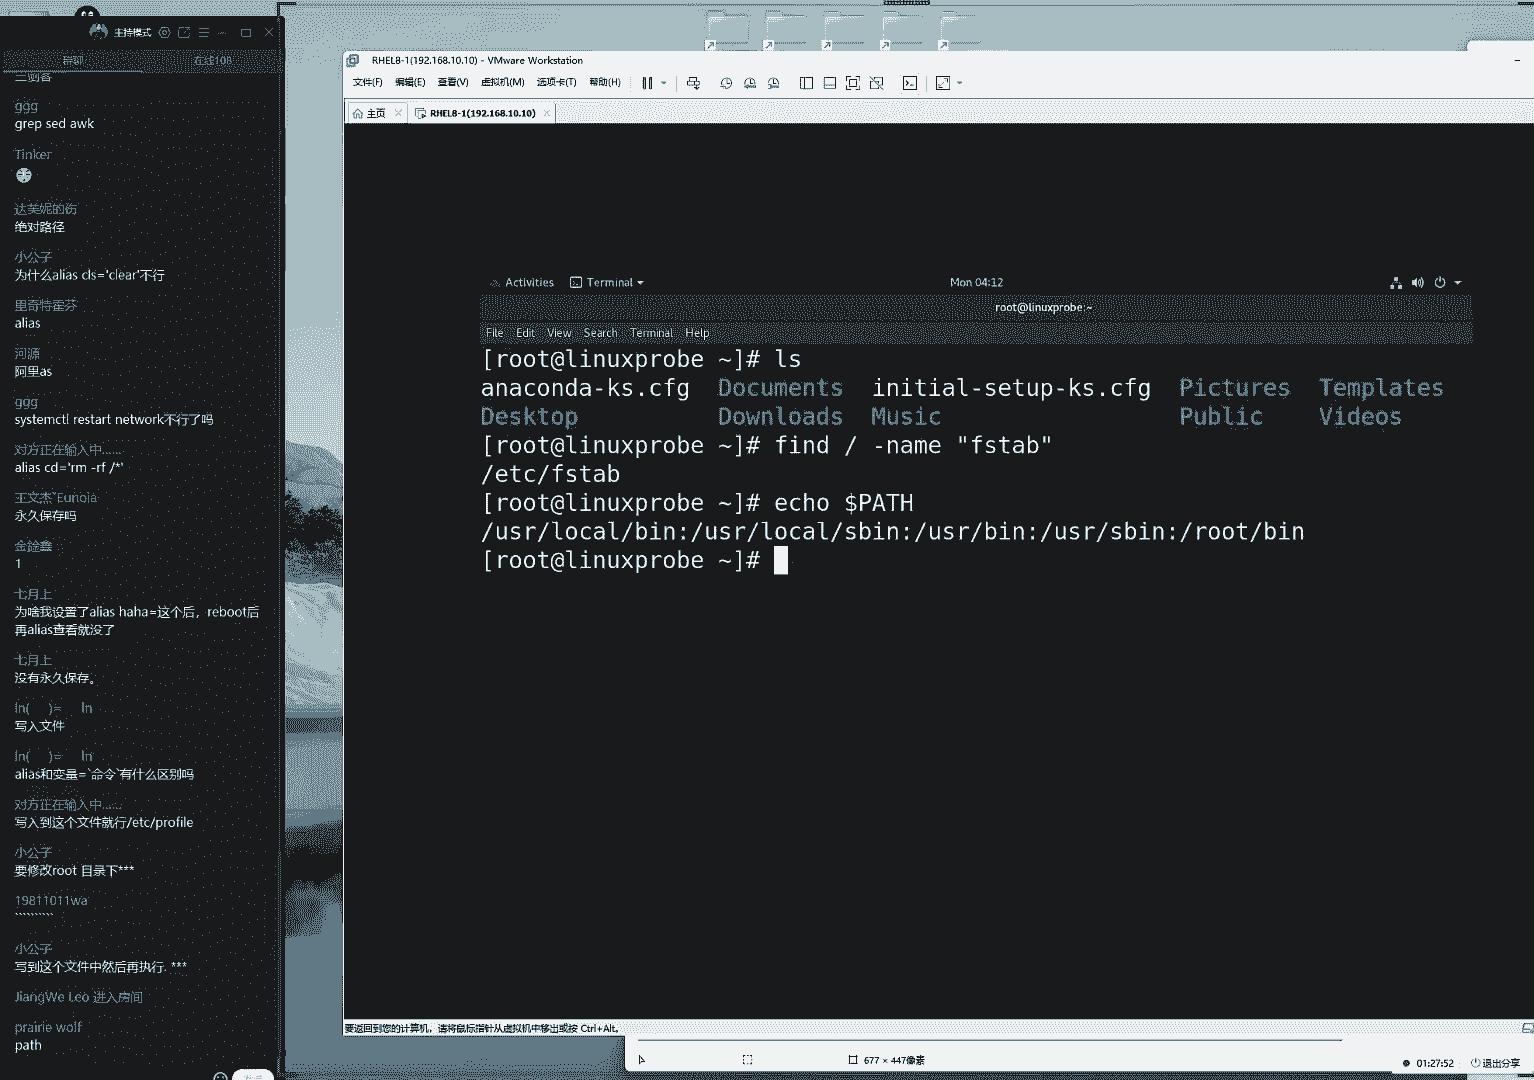 主持模式
群聊
在线108
三剑客
ggg
grep sed awk
Tinker
达芙妮的伤
绝对路径
小公子
为什么alias cls='clear'不行
里奇特霍芬
alias
河源
阿里as
ggg
systemctl restart network不行了吗
对方正在输入中......
alias cd='rm -rf /*'
王文杰~Eunoia
永久保存吗
1
七月上
为啥我设置了alias haha=这个后，reboot后
再alias查看就没了
七月上
没有永久保存。
ln( )= ln
写入文件
ln( )= ln
alias和变量=`命令`有什么区别吗
对方正在输入中......
写入到这个文件就行/etc/profile
小公子
要修改root 目录下***
19811011wa
``````````
小公子
写到这个文件中然后再执行. ***
JiangWe Leo 进入房间
prairie wolf
path
RHEL8-1(192.168.10.10) - VMware Workstation
文件(F) 编辑(E) 查看(V) 虚拟机(M) 选项卡(T) 帮助(H)
主页 RHEL8-1(192.168.10.10)
Activities Terminal Mon 04:12
root@linuxprobe:~
File Edit View Search Terminal Help
[root@linuxprobe ~]# ls
anaconda-ks.cfg Documents initial-setup-ks.cfg Pictures Templates
Desktop Downloads Music Public Videos
[root@linuxprobe ~]# find / -name "fstab"
/etc/fstab
[root@linuxprobe ~]# echo $PATH
/usr/local/bin:/usr/local/sbin:/usr/bin:/usr/sbin:/root/bin
[root@linuxprobe ~]#
要返回到您的计算机，请将鼠标指针从虚拟机中移出或按 Ctrl+Alt。
677 × 447像素
01:27:52 退出分享